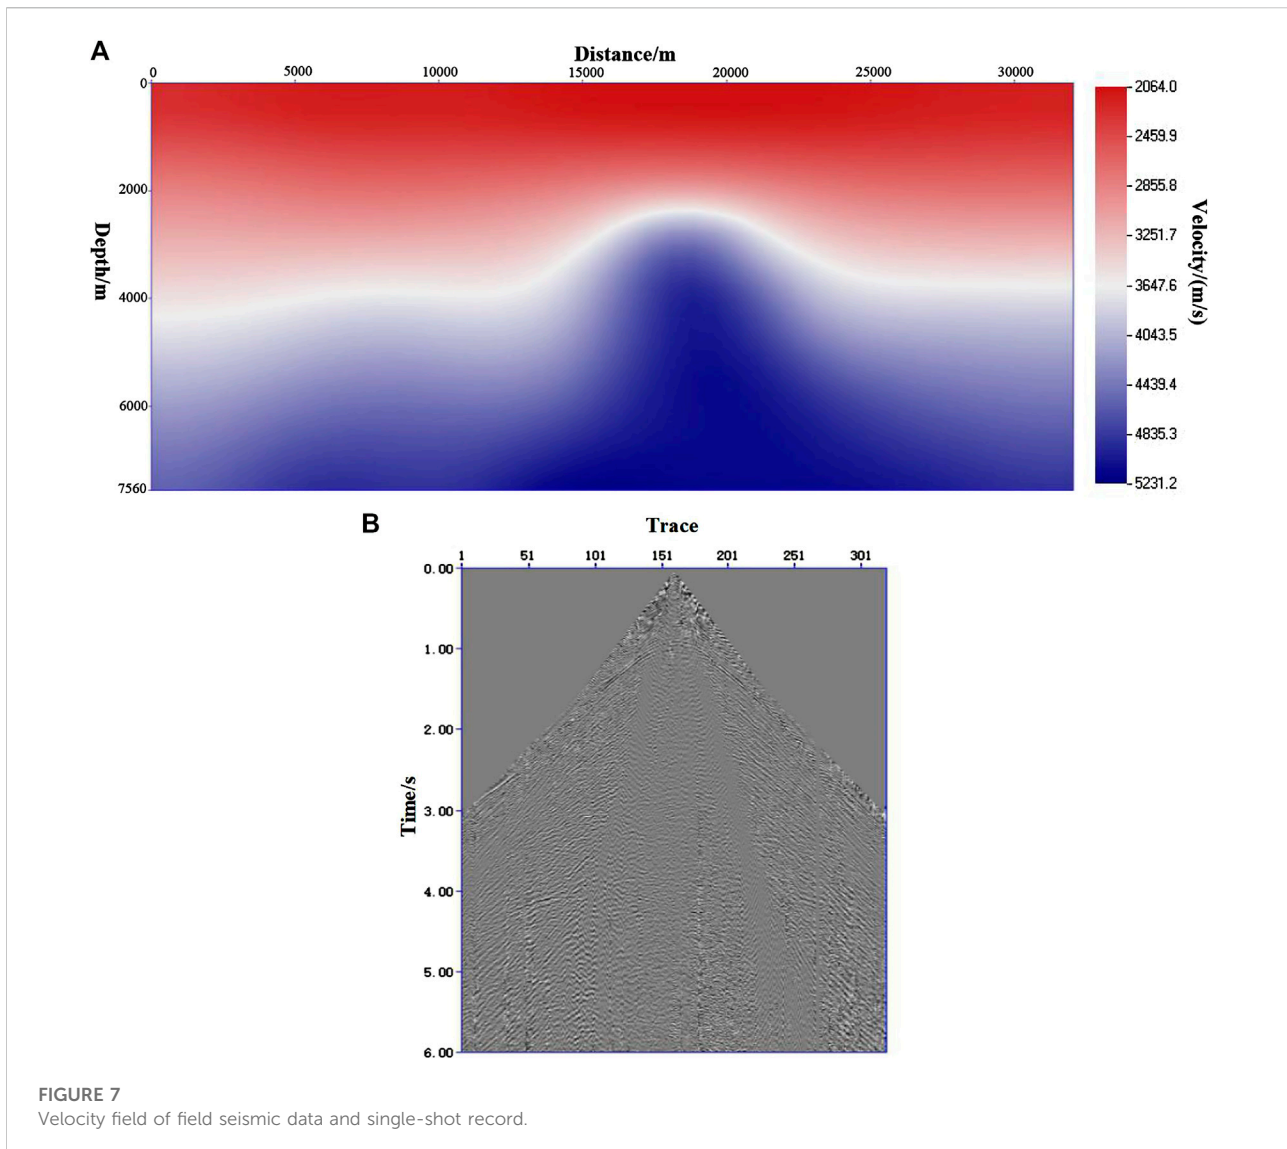 A
Distance/m
0 5000 10000 15000 20000 25000 30000
0
2000
4000
6000
7560
Depth/m
2064.0
2459.9
2855.8
3251.7
3647.6
4043.5
4439.4
4835.3
5231.2
Velocity/(m/s)
B
Trace
1 51 101 151 201 251 301
0.00
1.00
2.00
3.00
4.00
5.00
6.00
Time/s
FIGURE 7
Velocity field of field seismic data and single-shot record.